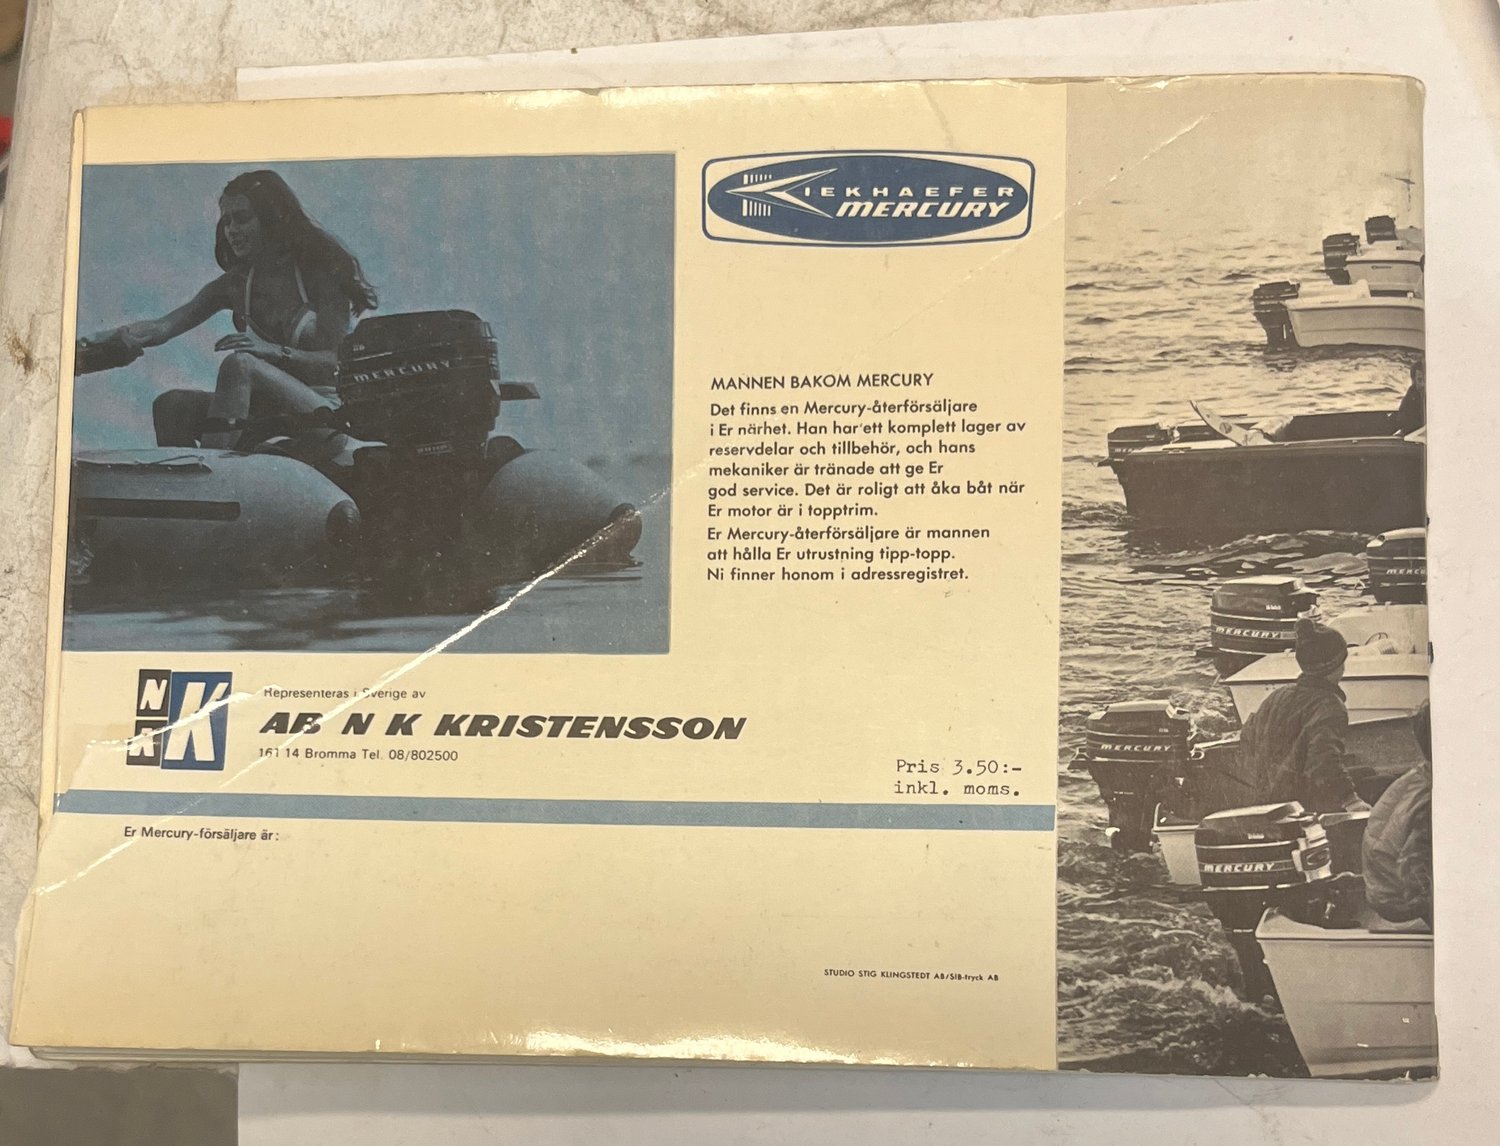 KIEKHAEFER
MERCURY
MERCURY
MANNEN BAKOM MERCURY
Det finns en Mercury-återförsäljare
i Er närhet. Han har ett komplett lager av
reservdelar och tillbehör, och hans
mekaniker är tränade att ge Er
god service. Det är roligt att åka båt när
Er motor är i topptrim.
Er Mercury-återförsäljare är mannen
att hålla Er utrustning tipp-topp.
Ni finner honom i adressregistret.
NK
NK
Representeras i Sverige av
AB N K KRISTENSSON
161 14 Bromma Tel. 08/802500
Pris 3.50:-
inkl. moms.
Er Mercury-försäljare är:
STUDIO STIG KLINGSTEDT AB/SIB-tryck AB
MERCURY
MERCURY
MERCURY